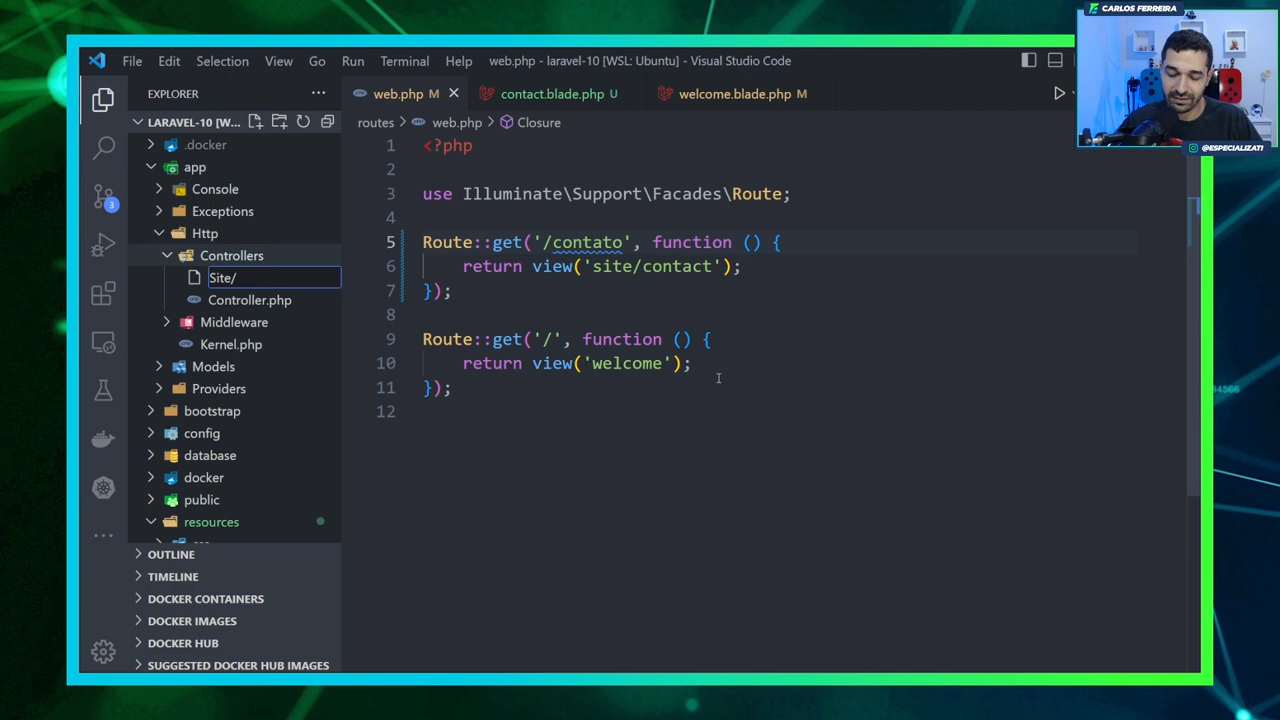 CARLOS FERREIRA
@ESPECIALIZATI
File Edit Selection View Go Run Terminal Help web.php - laravel-10 [WSL: Ubuntu] - Visual Studio Code
EXPLORER
LARAVEL-10 [W...
.docker
app
Console
Exceptions
Http
Controllers
Site/
Controller.php
Middleware
Kernel.php
Models
Providers
bootstrap
config
database
docker
public
resources
OUTLINE
TIMELINE
DOCKER CONTAINERS
DOCKER IMAGES
DOCKER HUB
SUGGESTED DOCKER HUB IMAGES
3
web.php M contact.blade.php U welcome.blade.php M
routes > web.php > Closure
1 <?php
2
3 use Illuminate\Support\Facades\Route;
4
5 Route::get('/contato', function () {
6 return view('site/contact');
7 });
8
9 Route::get('/', function () {
10 return view('welcome');
11 });
12